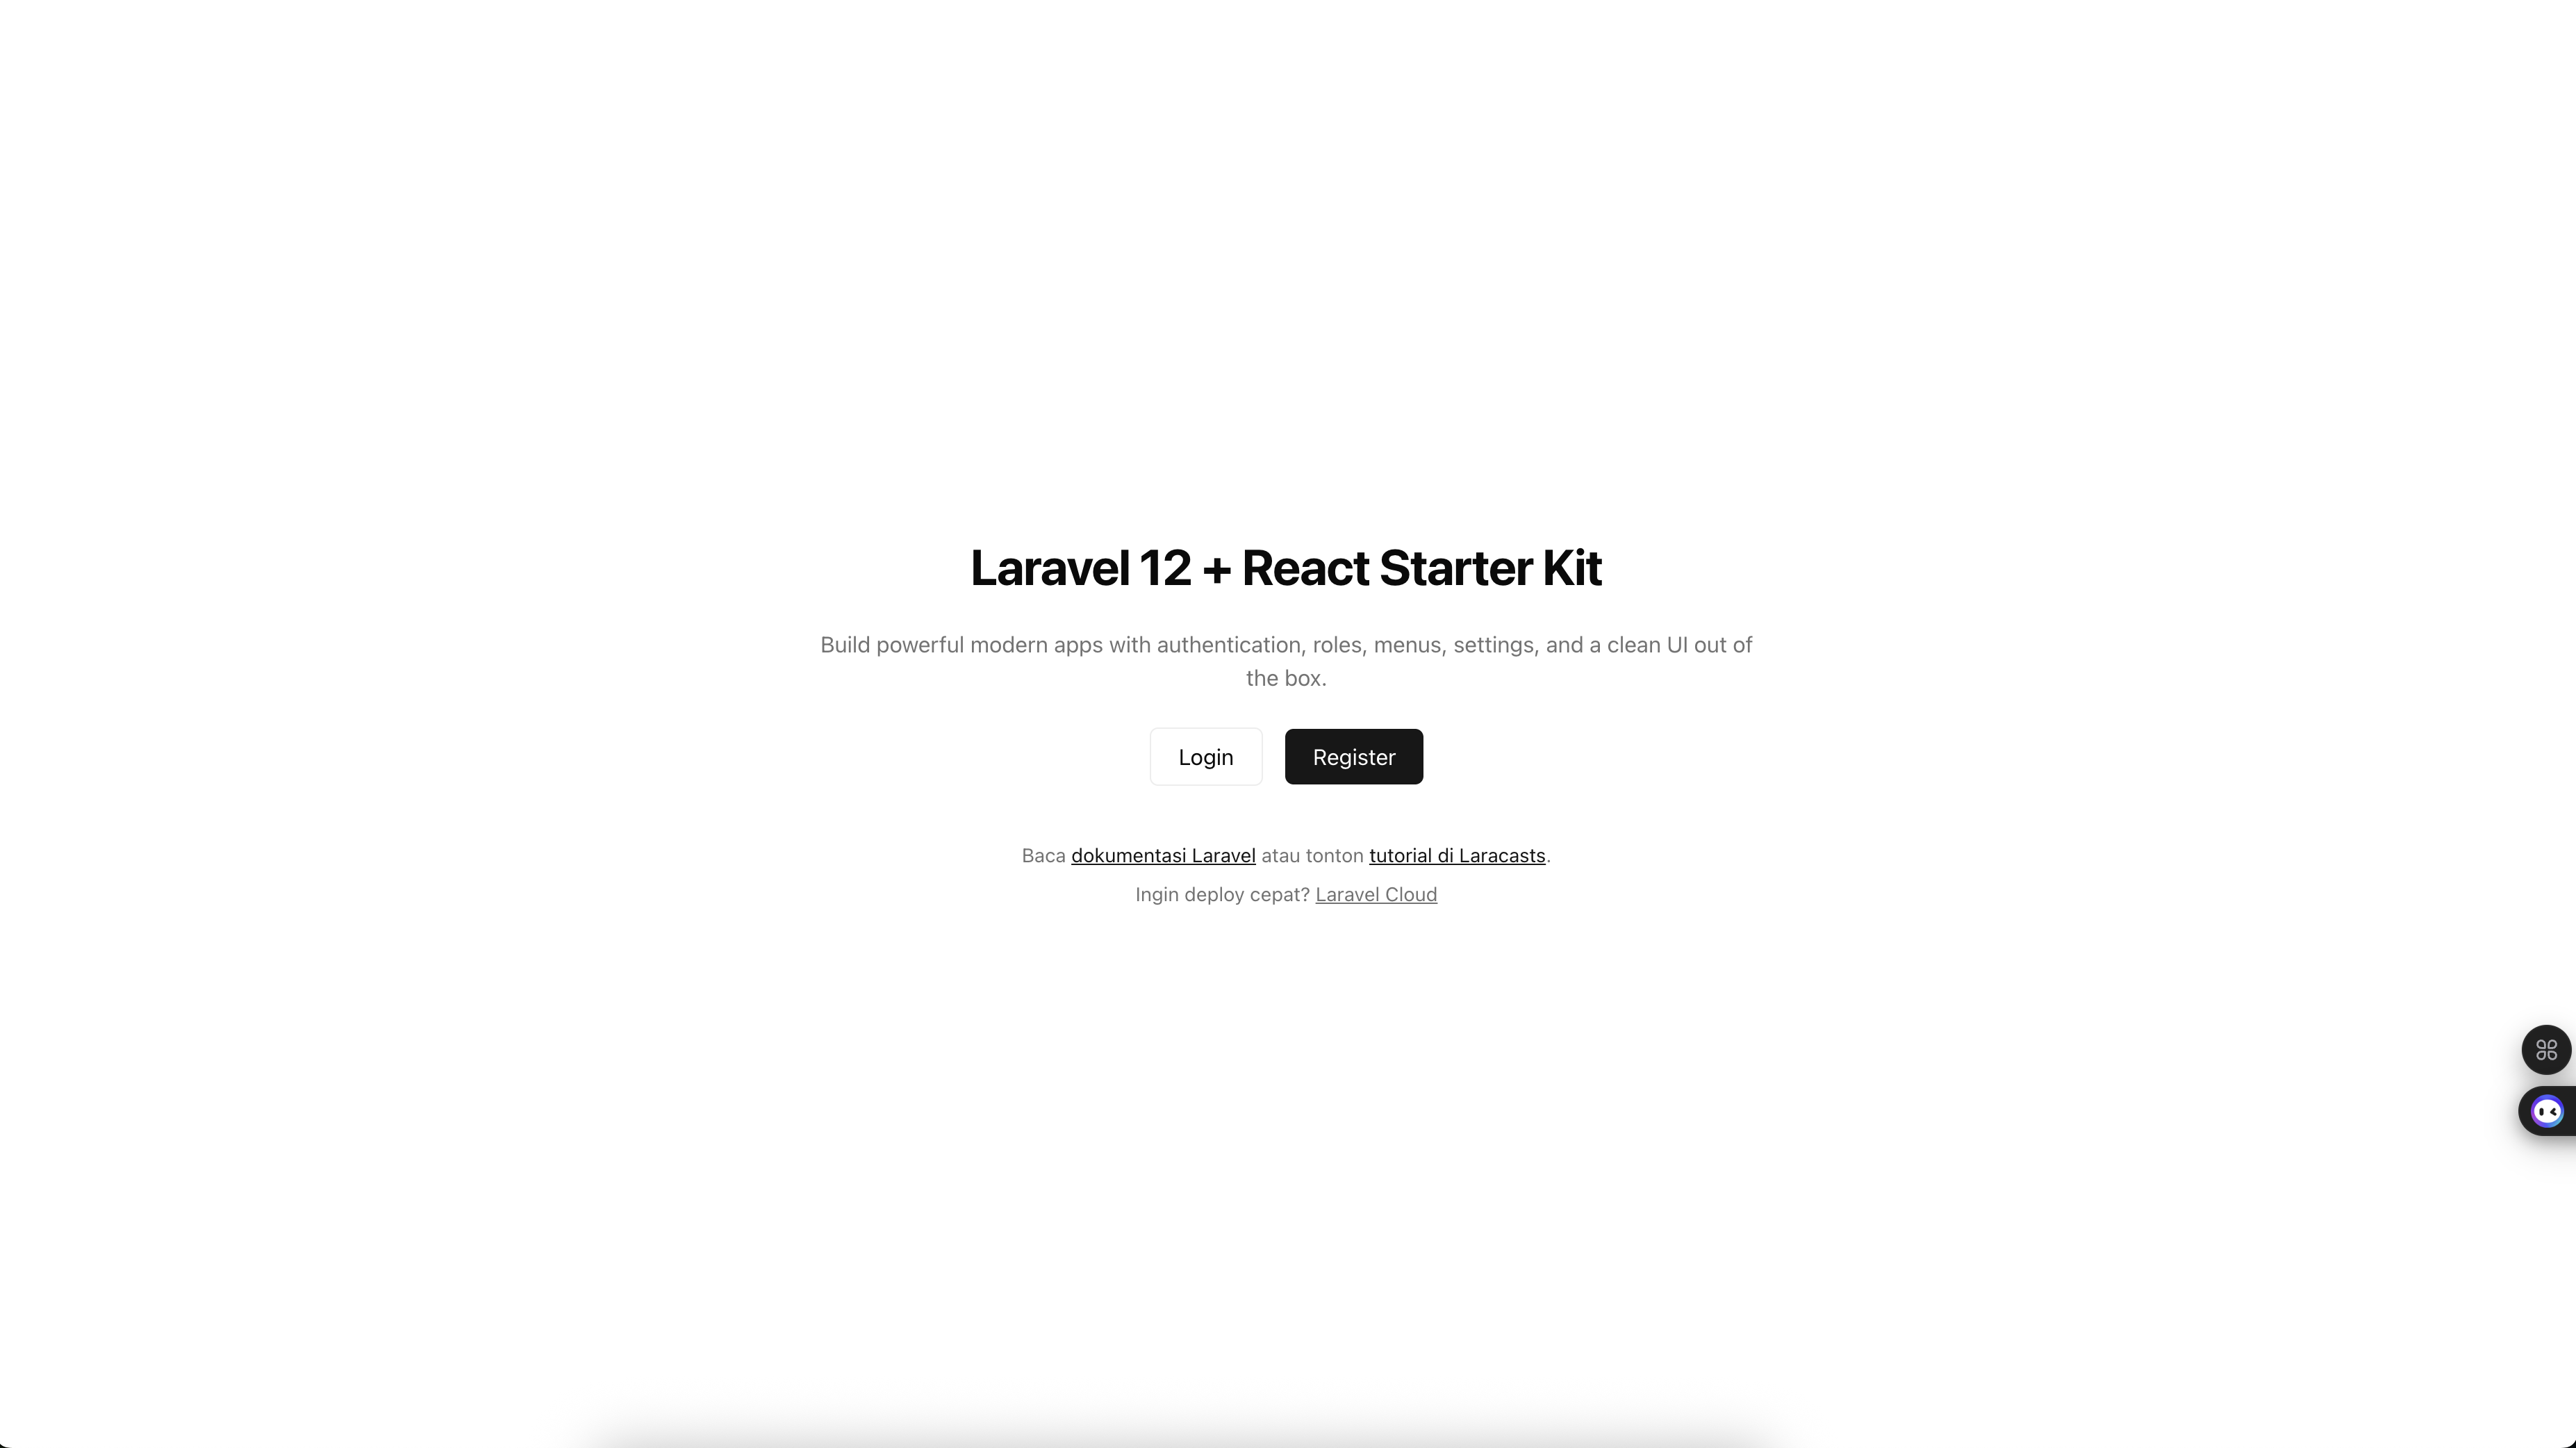 Laravel 12 + React Starter Kit
Build powerful modern apps with authentication, roles, menus, settings, and a clean UI out of
the box.
Login
Register
Baca dokumentasi Laravel atau tonton tutorial di Laracasts.
Ingin deploy cepat? Laravel Cloud